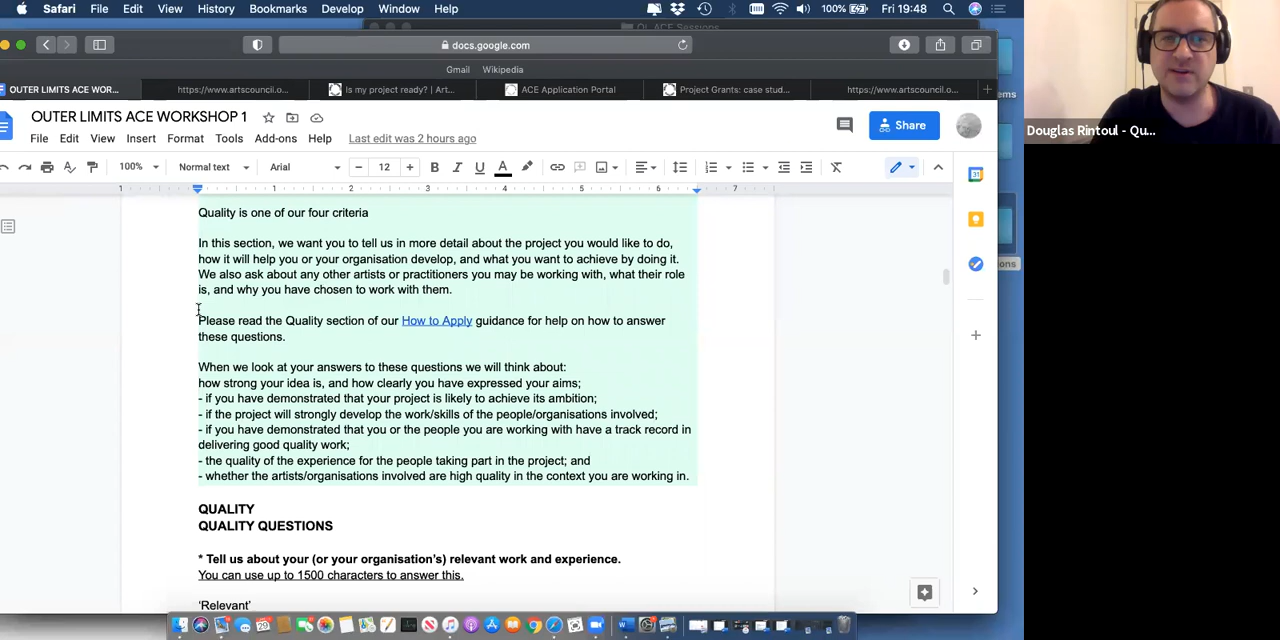 Safari File Edit View History Bookmarks Develop Window Help 100% Fri 19:48
OL ACE Sessions
docs.google.com
Gmail Wikipedia
OUTER LIMITS ACE WOR... https://www.artscouncil.o... Is my project ready? | Art... ACE Application Portal Project Grants: case stud... https://www.artscouncil.o...
OUTER LIMITS ACE WORKSHOP 1
Share
File Edit View Insert Format Tools Add-ons Help Last edit was 2 hours ago
100% Normal text Arial 12 B I U A
1 1 2 3 4 5 6 7
Quality is one of our four criteria
In this section, we want you to tell us in more detail about the project you would like to do,
how it will help you or your organisation develop, and what you want to achieve by doing it.
We also ask about any other artists or practitioners you may be working with, what their role
is, and why you have chosen to work with them.
Please read the Quality section of our How to Apply guidance for help on how to answer
these questions.
When we look at your answers to these questions we will think about:
how strong your idea is, and how clearly you have expressed your aims;
- if you have demonstrated that your project is likely to achieve its ambition;
- if the project will strongly develop the work/skills of the people/organisations involved;
- if you have demonstrated that you or the people you are working with have a track record in
delivering good quality work;
- the quality of the experience for the people taking part in the project; and
- whether the artists/organisations involved are high quality in the context you are working in.
QUALITY
QUALITY QUESTIONS
* Tell us about your (or your organisation's) relevant work and experience.
You can use up to 1500 characters to answer this.
'Relevant'
Douglas Rintoul - Qu...
ems
ons